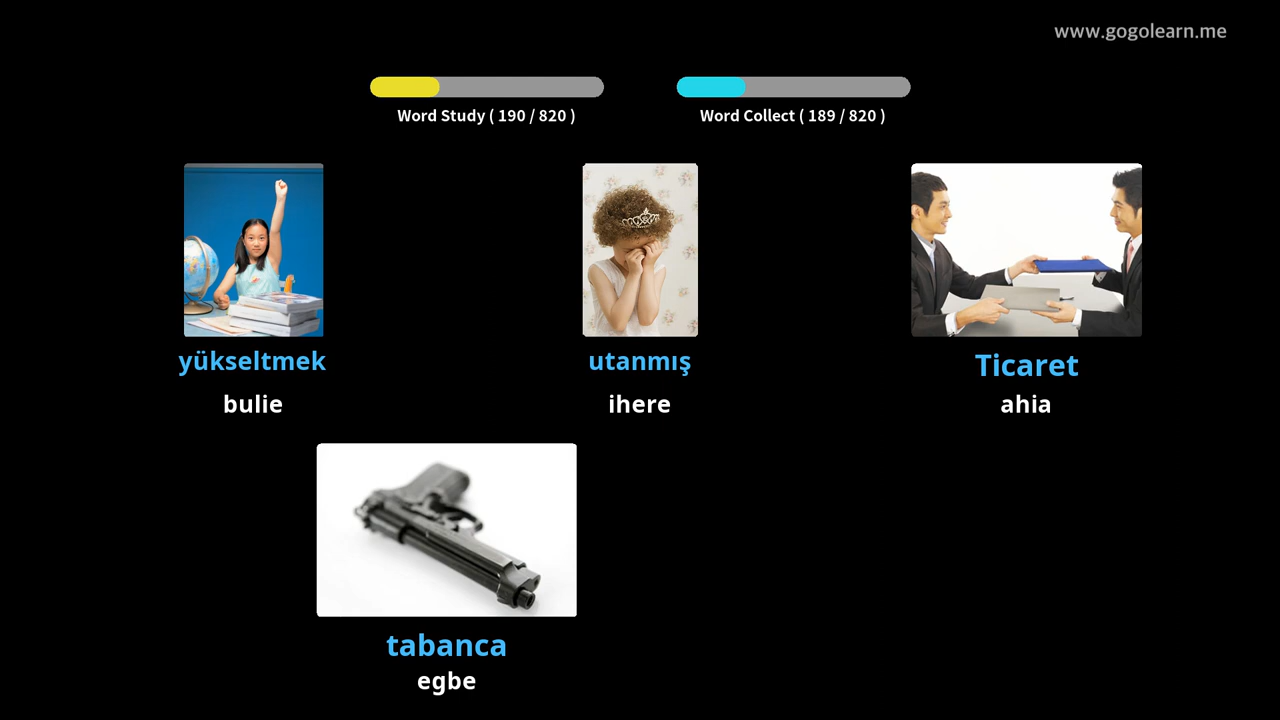 www.gogolearn.me
Word Study ( 190 / 820 )
Word Collect ( 189 / 820 )
yükseltmek
bulie
utanmış
ihere
Ticaret
ahia
tabanca
egbe